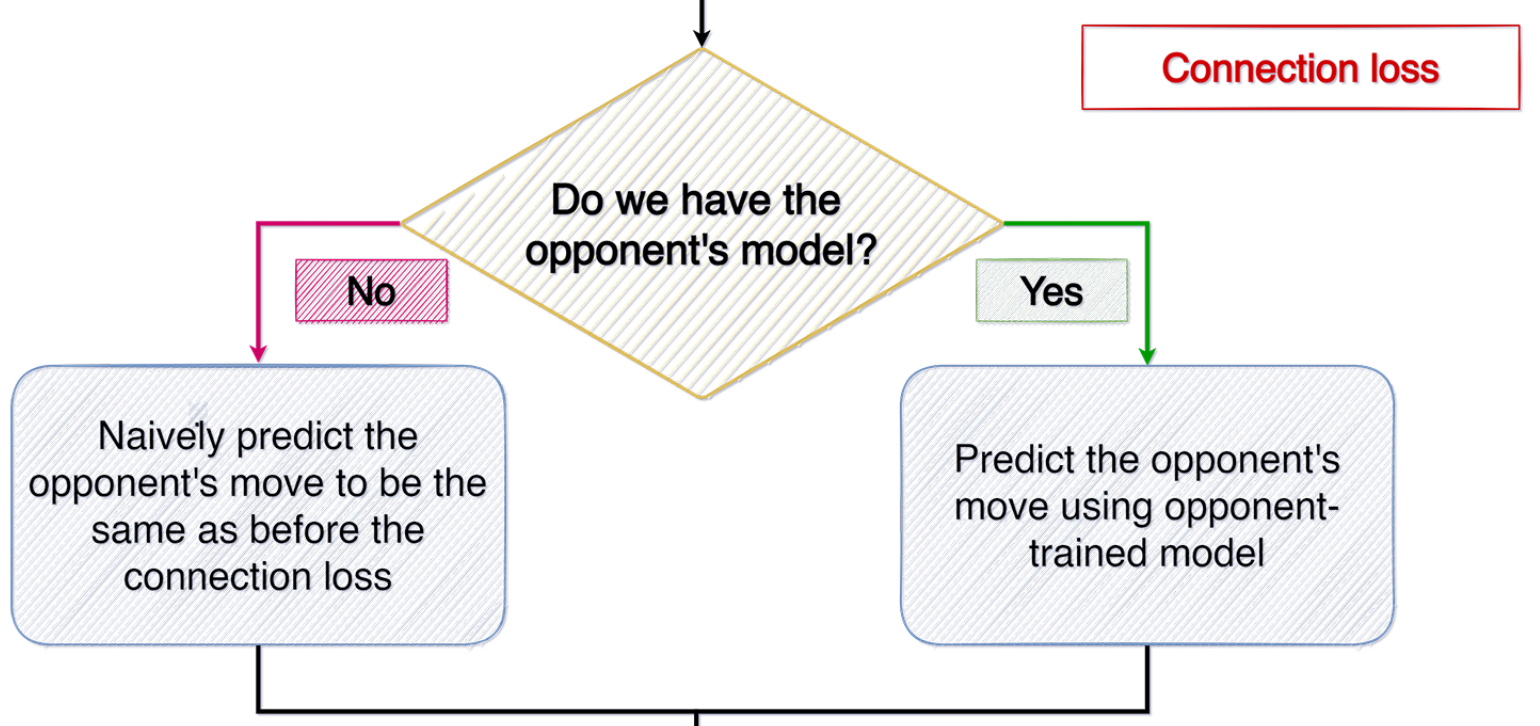 Connection loss
Do we have the
opponent's model?
No
Yes
Naively predict the
opponent's move to be the
same as before the
connection loss
Predict the opponent's
move using opponent-
trained model